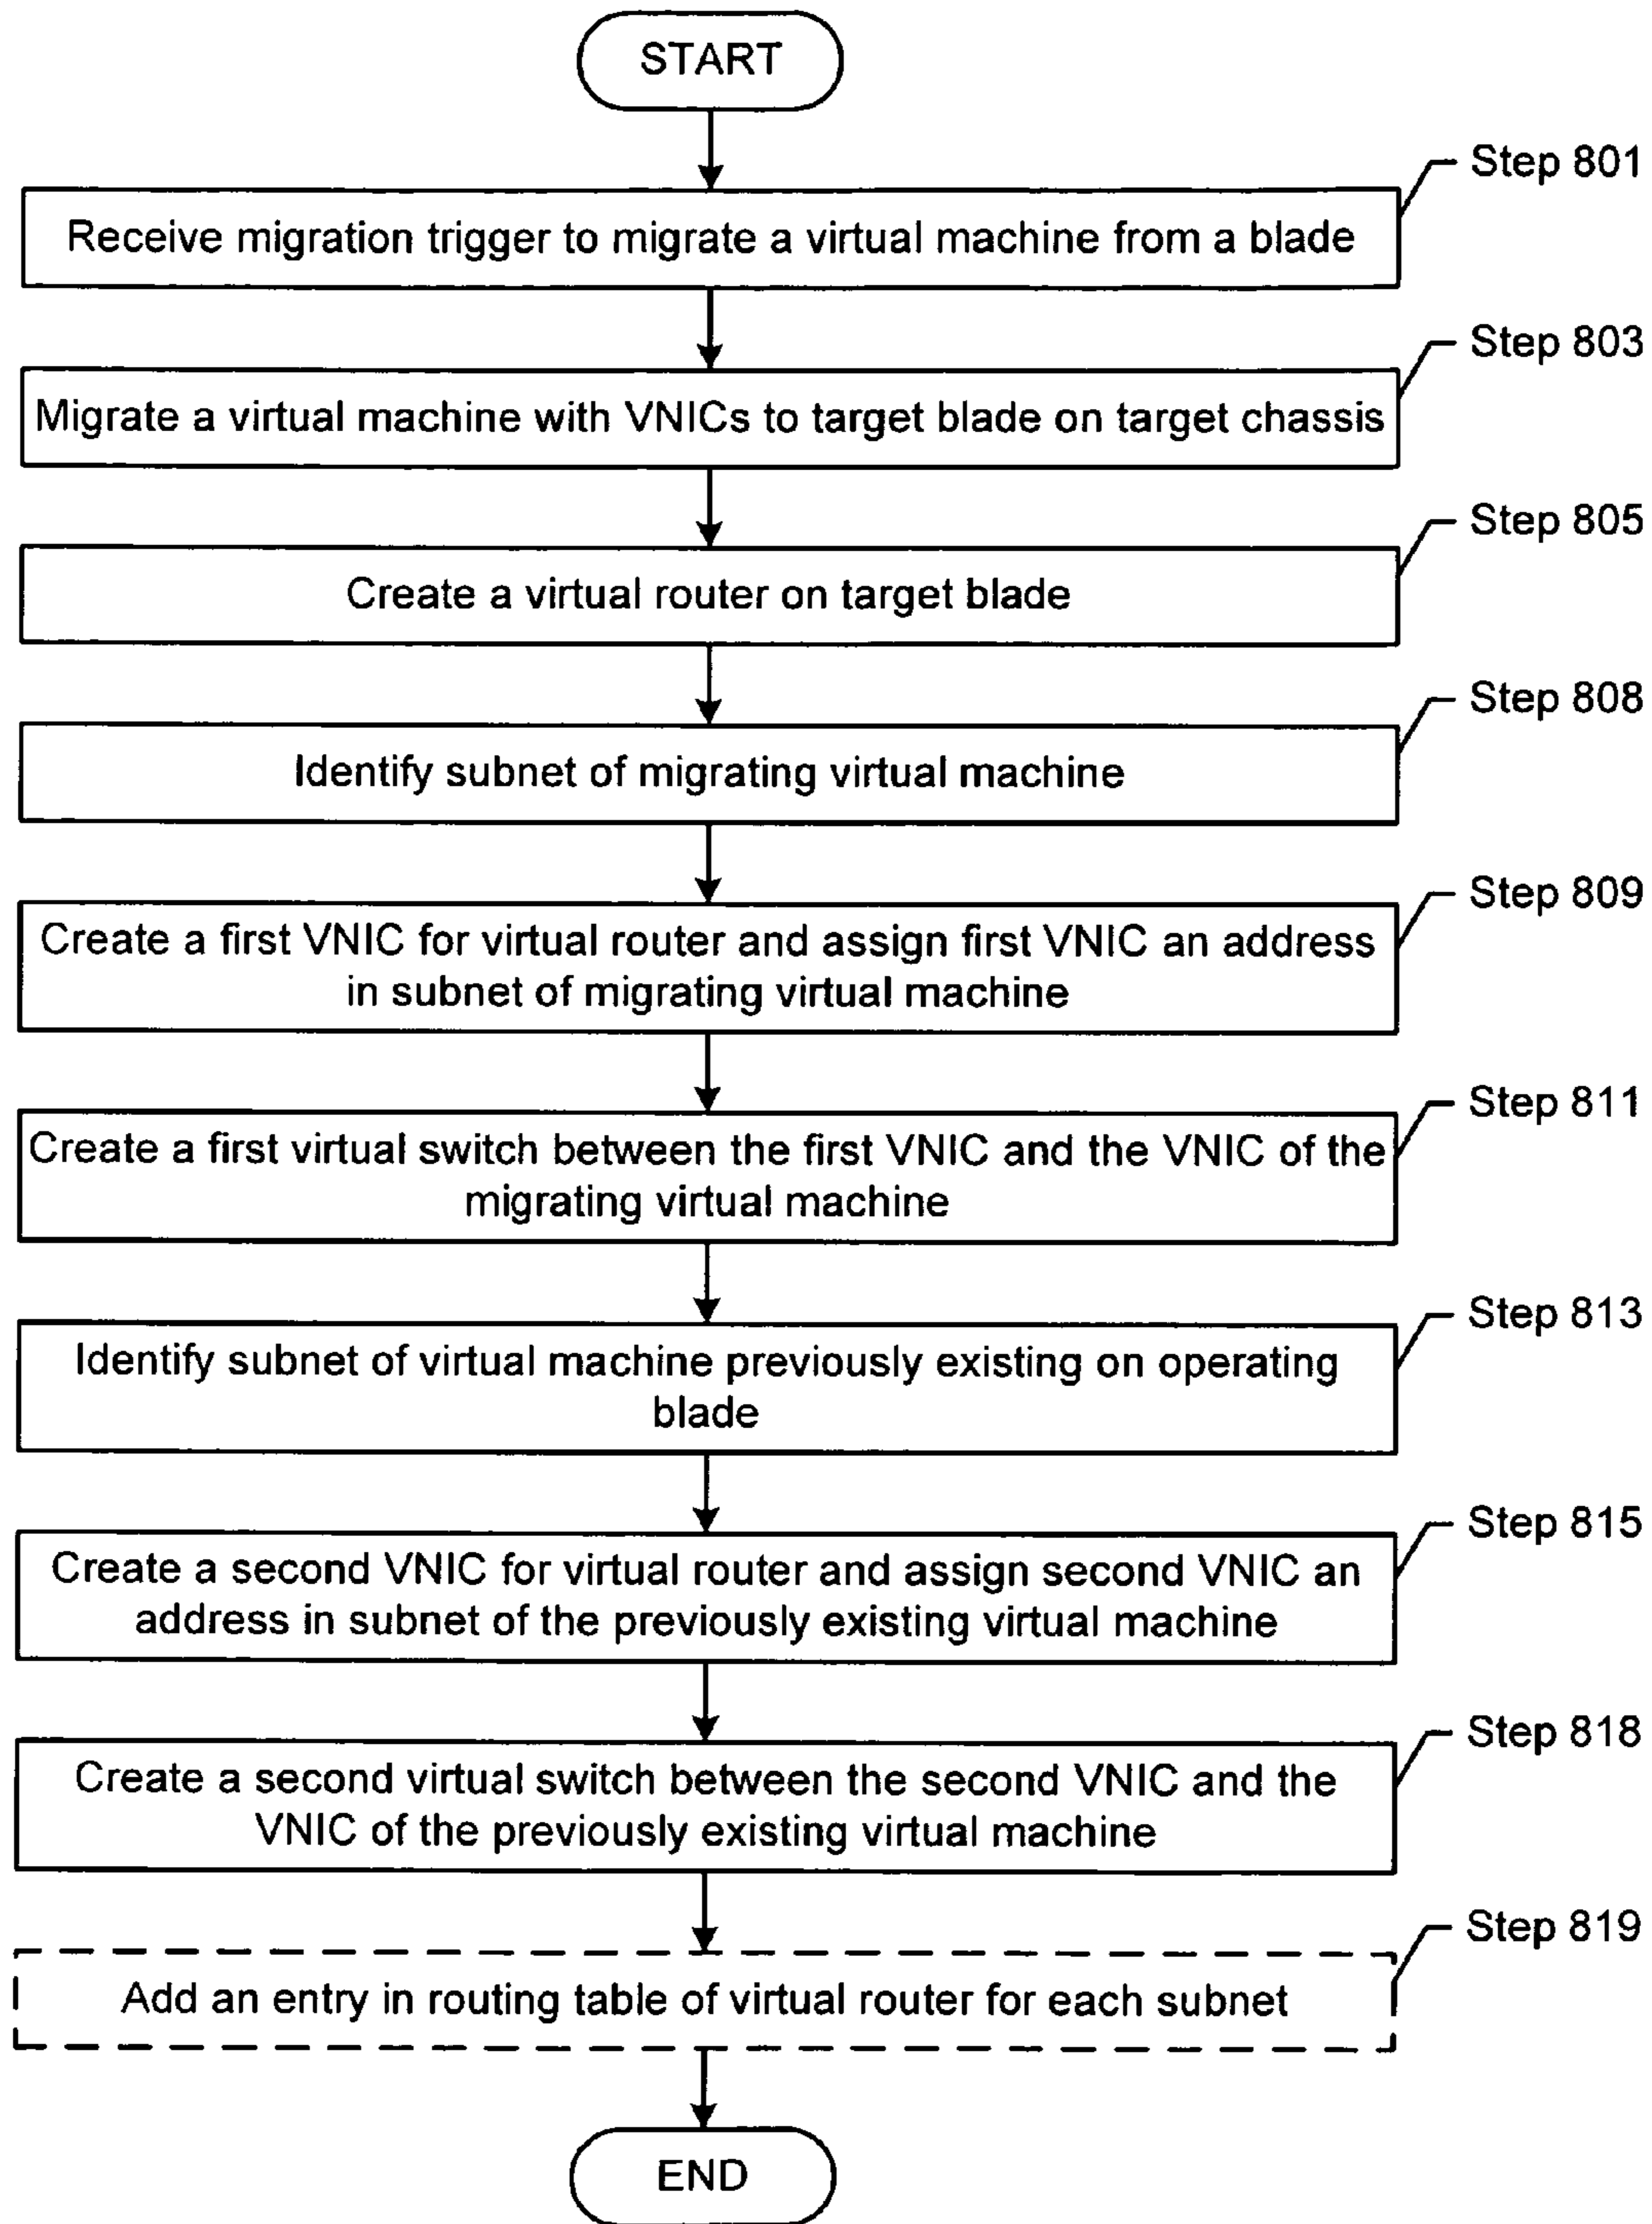 START
Step 801
Receive migration trigger to migrate a virtual machine from a blade
Step 803
Migrate a virtual machine with VNICs to target blade on target chassis
Step 805
Create a virtual router on target blade
Step 808
Identify subnet of migrating virtual machine
Step 809
Create a first VNIC for virtual router and assign first VNIC an address
in subnet of migrating virtual machine
Step 811
Create a first virtual switch between the first VNIC and the VNIC of the
migrating virtual machine
Step 813
Identify subnet of virtual machine previously existing on operating
blade
Step 815
Create a second VNIC for virtual router and assign second VNIC an
address in subnet of the previously existing virtual machine
Step 818
Create a second virtual switch between the second VNIC and the
VNIC of the previously existing virtual machine
Step 819
Add an entry in routing table of virtual router for each subnet
END